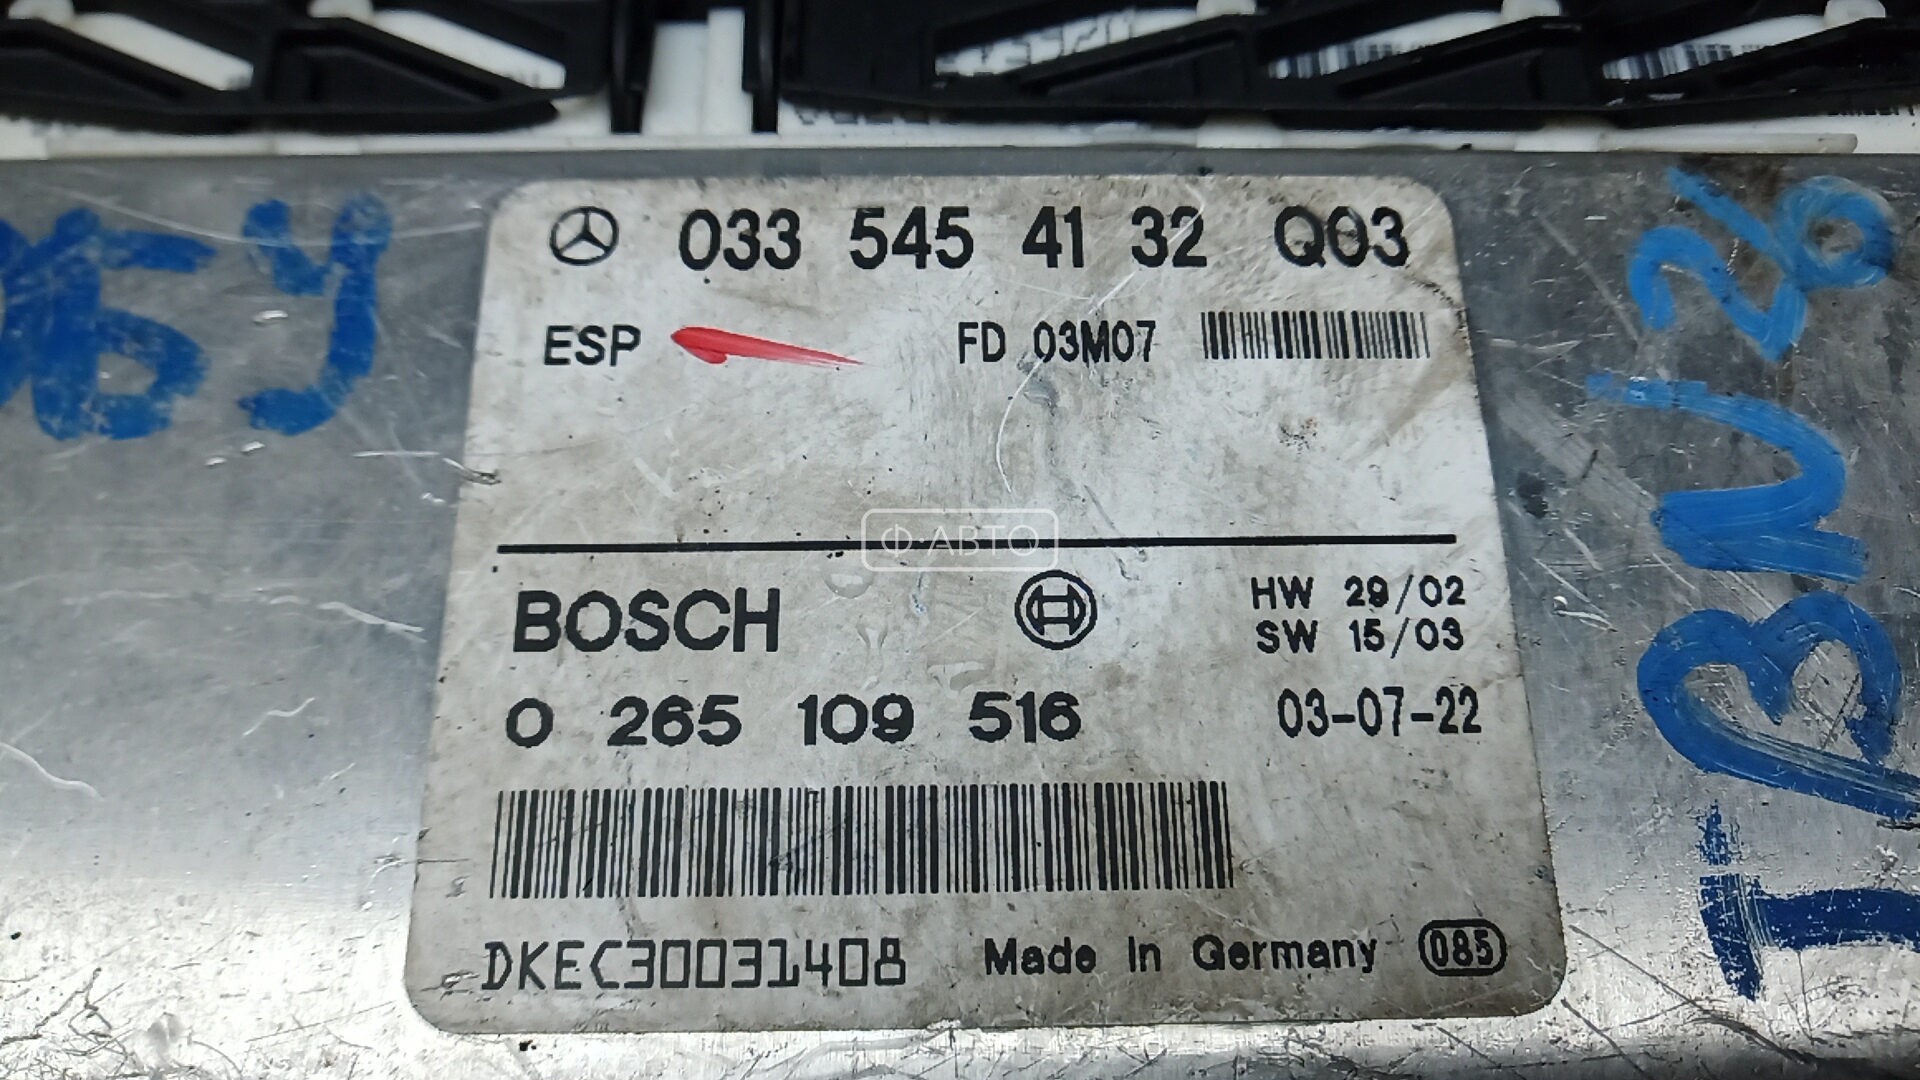 033 545 41 32 Q03
ESP FD 03M07
Ф·АВТО
BOSCH
HW 29/02
SW 15/03
0 265 109 516 03-07-22
DKEC30031408 Made in Germany 085